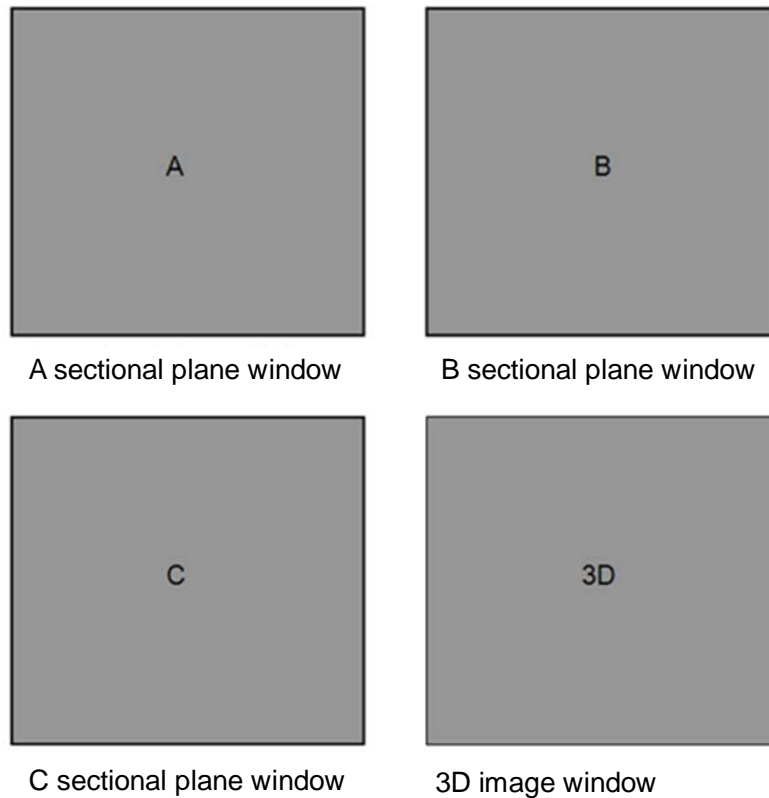 A
B
A sectional plane window
B sectional plane window
C
3D
C sectional plane window
3D image window